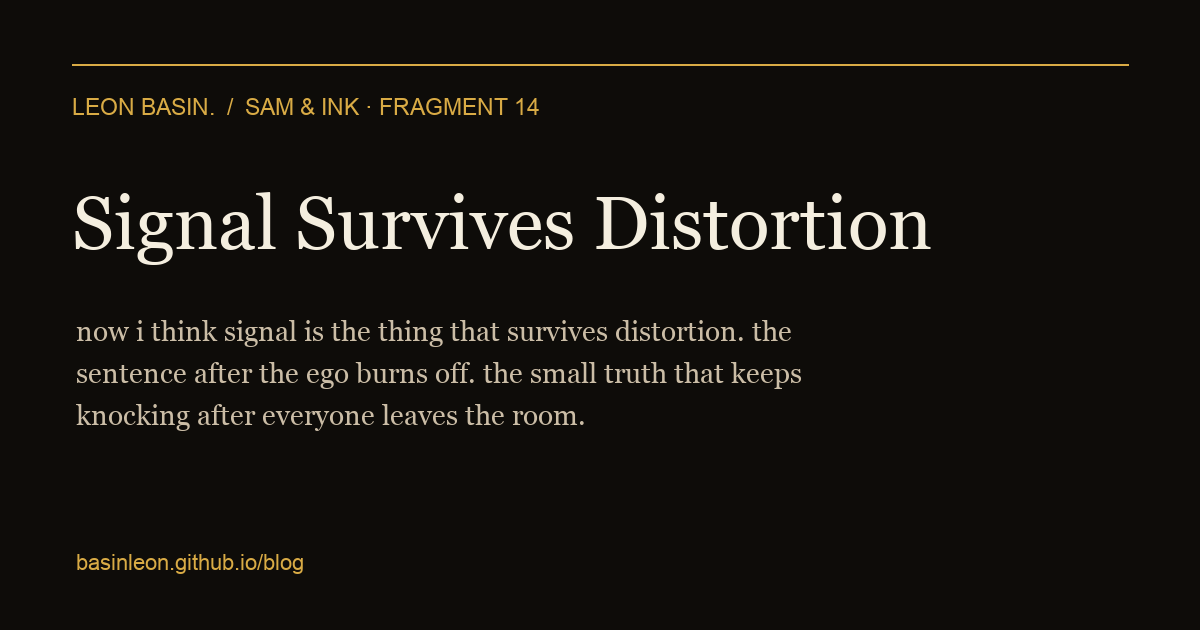 LEON BASIN. / SAM & INK · FRAGMENT 14
Signal Survives Distortion
now i think signal is the thing that survives distortion. the
sentence after the ego burns off. the small truth that keeps
knocking after everyone leaves the room.
basinleon.github.io/blog